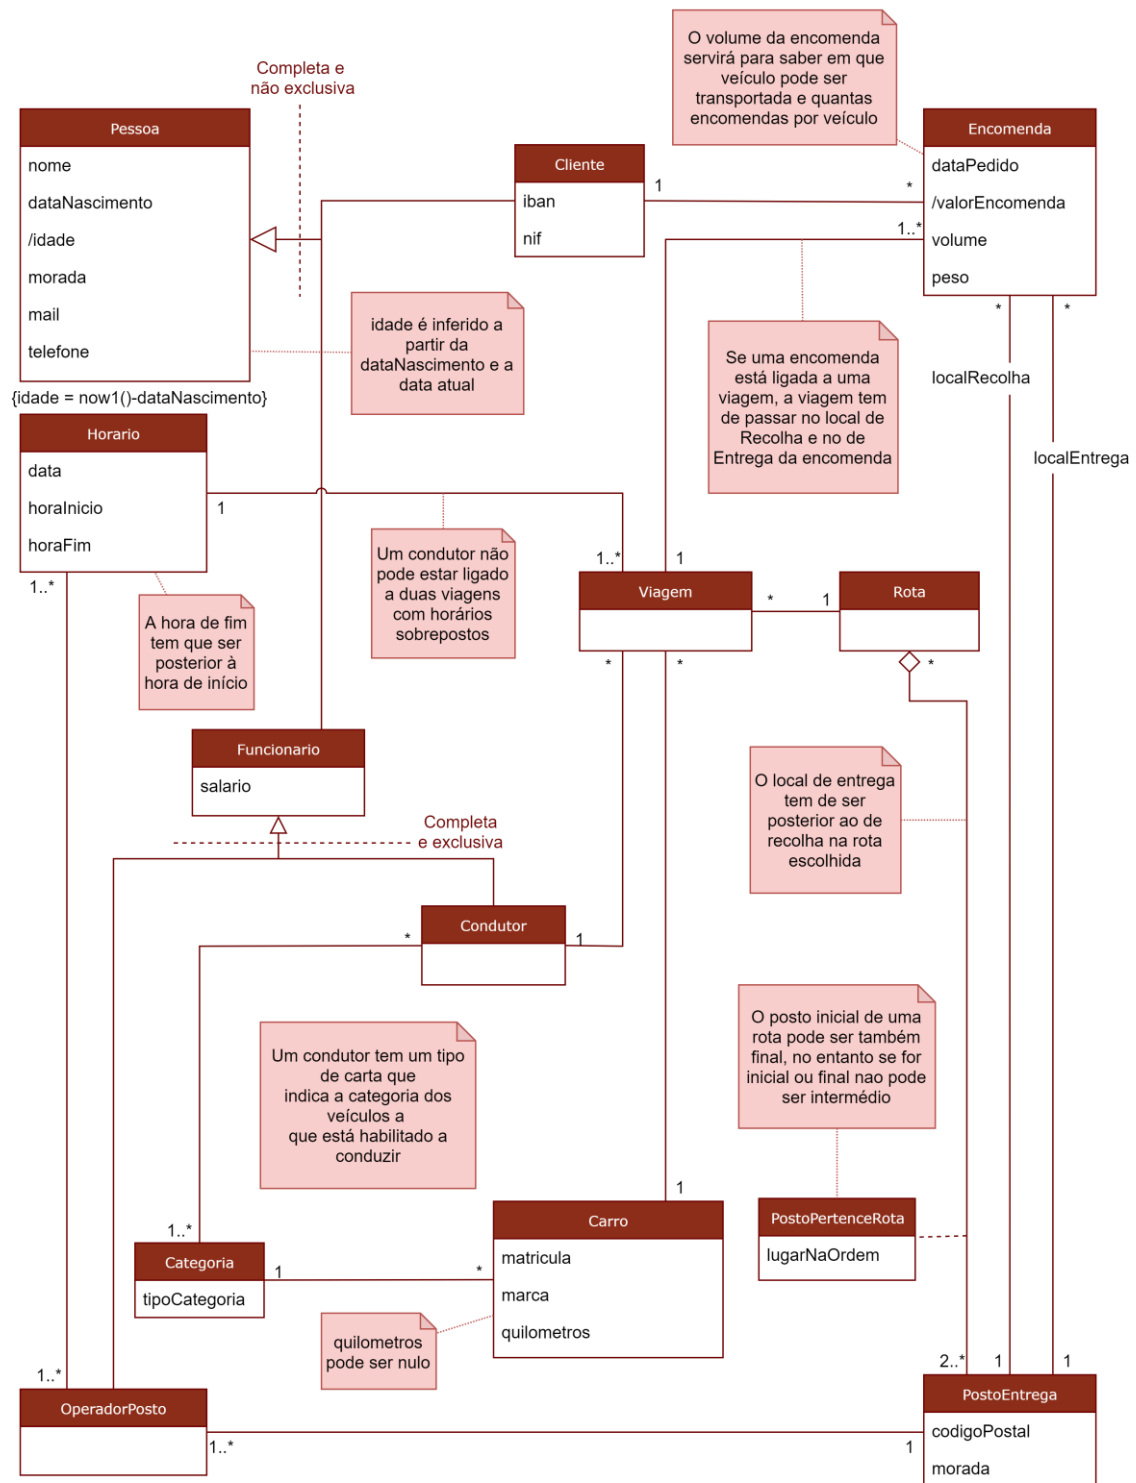 O volume da encomenda
servirá para saber em que
veículo pode ser
transportada e quantas
encomendas por veículo
Completa e
não exclusiva
Pessoa
nome
dataNascimento
/idade
morada
mail
telefone
{idade = now1()-dataNascimento}
Cliente
iban
nif
1
*
Encomenda
dataPedido
/valorEncomenda
volume
peso
1..*
*
*
idade é inferido a
partir da
dataNascimento e a
data atual
Se uma encomenda
está ligada a uma
viagem, a viagem tem
de passar no local de
Recolha e no de
Entrega da encomenda
localRecolha
localEntrega
Horario
data
horaInicio
horaFim
1
1..*
Um condutor não
pode estar ligado
a duas viagens
com horários
sobrepostos
1..*
1
Viagem
*
1
Rota
*
*
*
A hora de fim
tem que ser
posterior à
hora de início
Funcionario
salario
Completa
e exclusiva
O local de entrega
tem de ser
posterior ao de
recolha na rota
escolhida
Condutor
*
1
O posto inicial de uma
rota pode ser também
final, no entanto se for
inicial ou final nao pode
ser intermédio
Um condutor tem um tipo
de carta que
indica a categoria dos
veículos a
que está habilitado a
conduzir
1
Carro
matricula
marca
quilometros
PostoPertenceRota
lugarNaOrdem
1..*
Categoria
tipoCategoria
1
*
quilometros
pode ser nulo
1..*
OperadorPosto
1..*
2..*
1
1
PostoEntrega
codigoPostal
morada
1